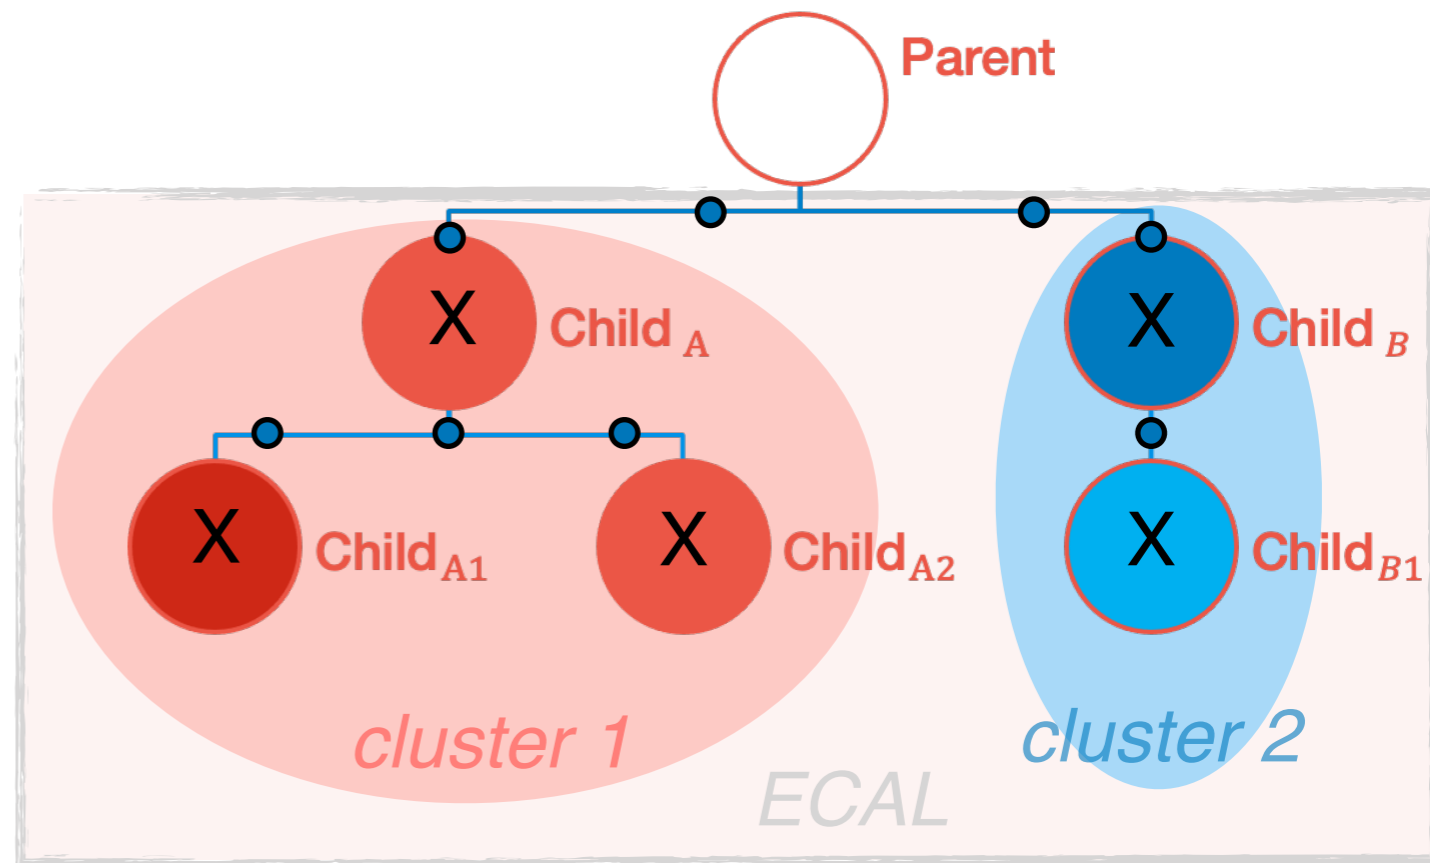 Parent
X
Child A
X
Child B
X
Child A1
X
Child A2
X
Child B1
cluster 1
cluster 2
ECAL